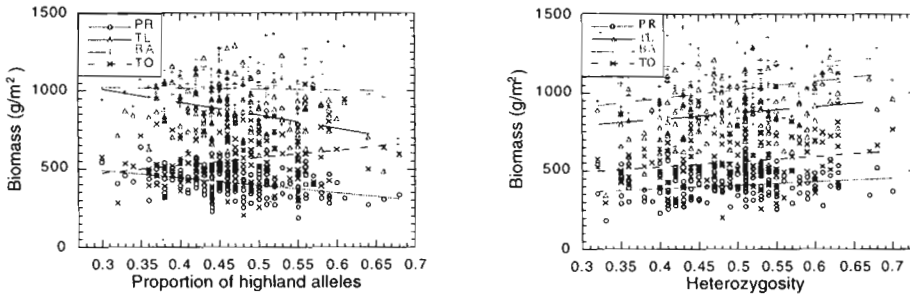 1500
1000
500
0
Biomass (g/m²)
PR
TL
BA
TO
0.3 0.35 0.4 0.45 0.5 0.55 0.6 0.65 0.7
Proportion of highland alleles
1500
1000
500
0
Biomass (g/m²)
PR
TL
BA
TO
0.3 0.35 0.4 0.45 0.5 0.55 0.6 0.65 0.7
Heterozygosity